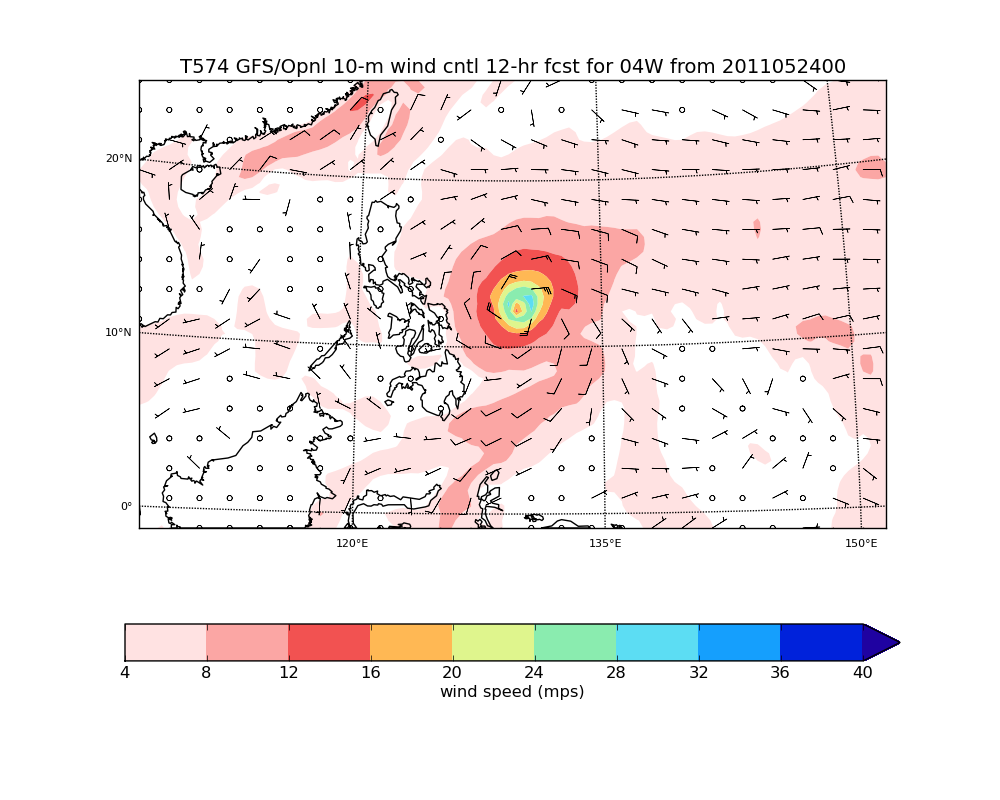 T574 GFS/Opnl 10-m wind cntl 12-hr fcst for 04W from 2011052400
20°N
10°N
0°
120°E 135°E 150°E
4 8 12 16 20 24 28 32 36 40
wind speed (mps)